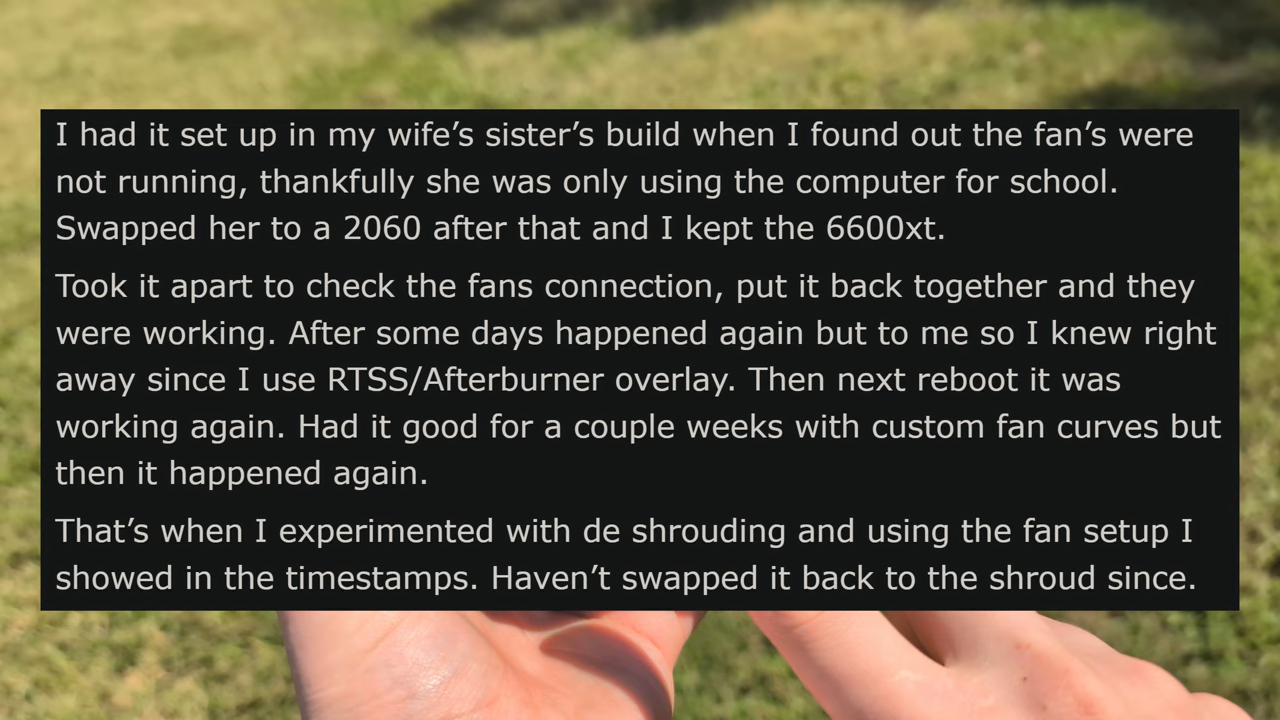 I had it set up in my wife’s sister’s build when I found out the fan’s were
not running, thankfully she was only using the computer for school.
Swapped her to a 2060 after that and I kept the 6600xt.
Took it apart to check the fans connection, put it back together and they
were working. After some days happened again but to me so I knew right
away since I use RTSS/Afterburner overlay. Then next reboot it was
working again. Had it good for a couple weeks with custom fan curves but
then it happened again.
That’s when I experimented with de shrouding and using the fan setup I
showed in the timestamps. Haven’t swapped it back to the shroud since.